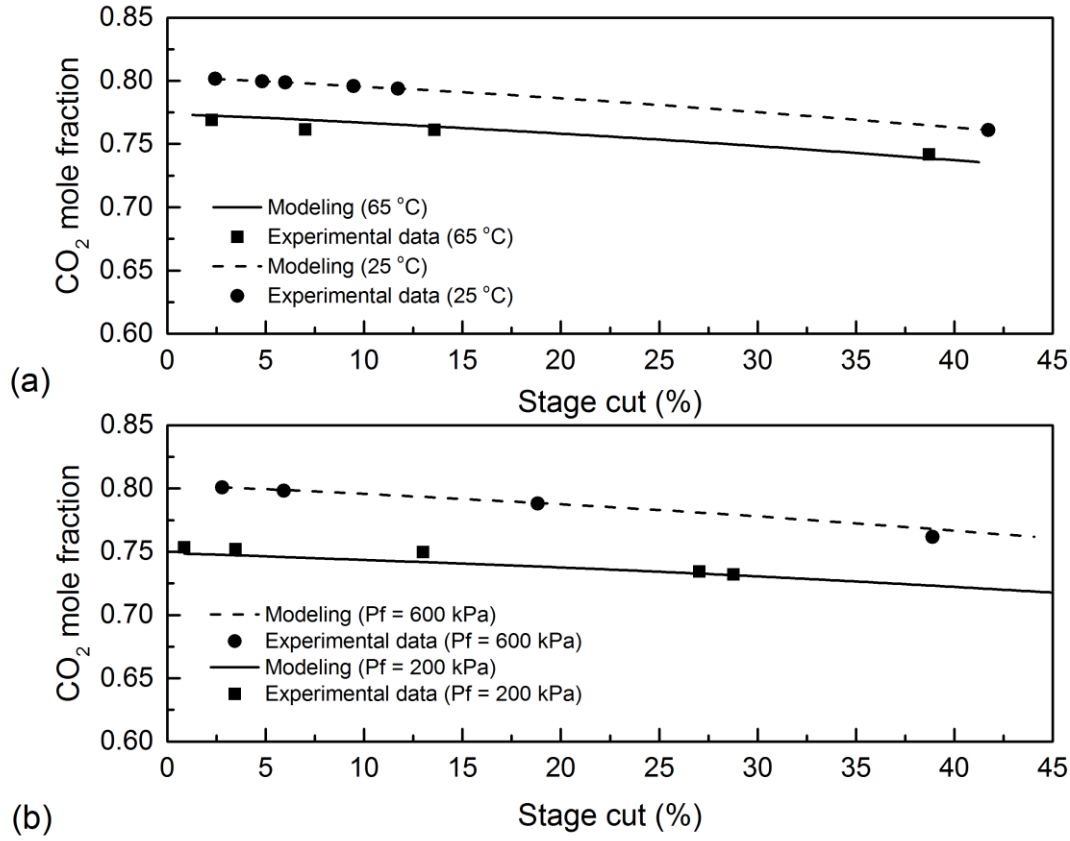 0.85
0.80
0.75
0.70
0.65
0.60
CO2 mole fraction
Modeling (65 °C)
Experimental data (65 °C)
Modeling (25 °C)
Experimental data (25 °C)
0 5 10 15 20 25 30 35 40 45
Stage cut (%)
(a)
0.85
0.80
0.75
0.70
0.65
0.60
CO2 mole fraction
Modeling (Pf = 600 kPa)
Experimental data (Pf = 600 kPa)
Modeling (Pf = 200 kPa)
Experimental data (Pf = 200 kPa)
0 5 10 15 20 25 30 35 40 45
Stage cut (%)
(b)